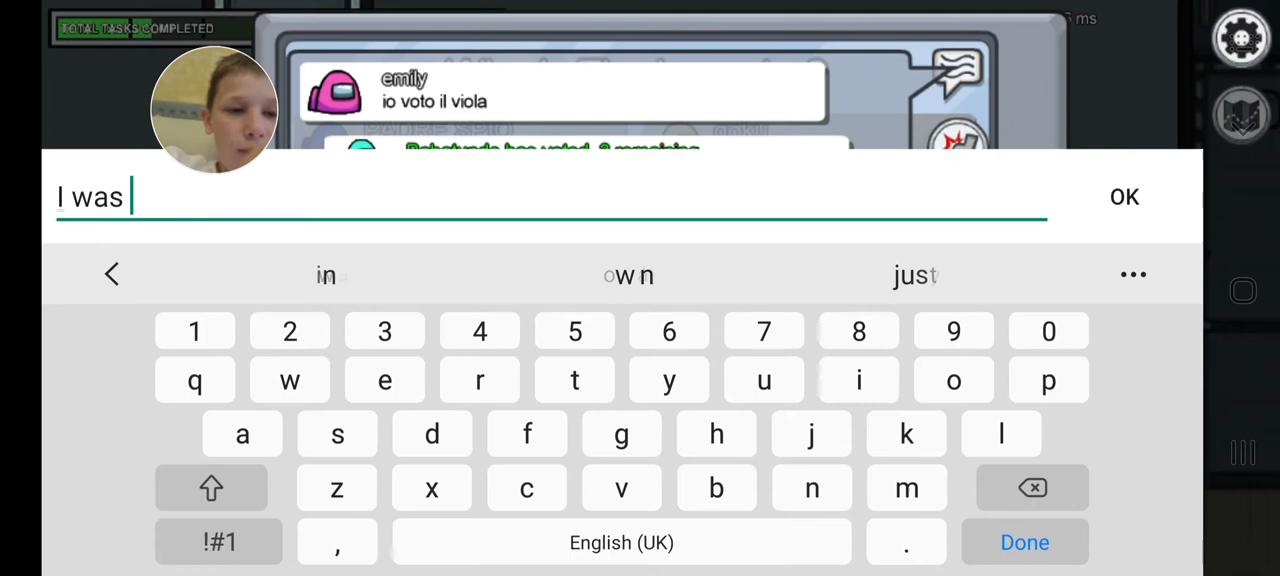 TOTAL TASKS COMPLETED
ms
emily
io voto il viola
I was
OK
in
own
just
1 2 3 4 5 6 7 8 9 0
q w e r t y u i o p
a s d f g h j k l
z x c v b n m
!#1 , English (UK) . Done